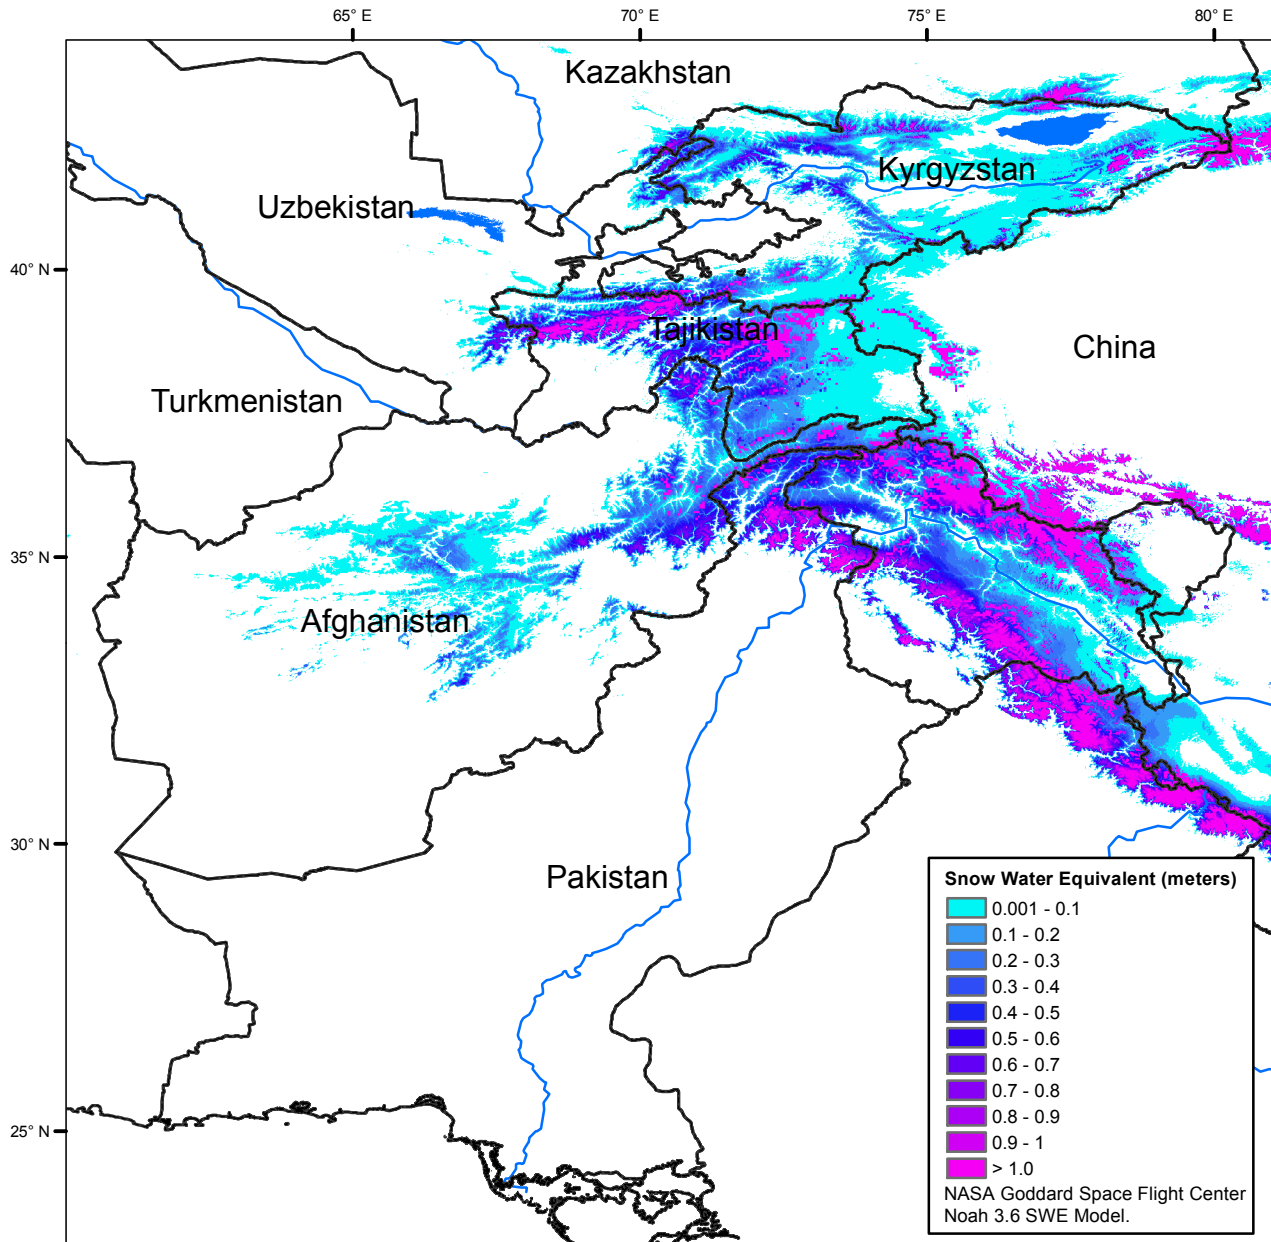 65° E
70° E
75° E
80° E
Kazakhstan
Kyrgyzstan
Uzbekistan
40° N
Tajikistan
China
Turkmenistan
35° N
Afghanistan
30° N
Pakistan
25° N
Snow Water Equivalent (meters)
0.001 - 0.1
0.1 - 0.2
0.2 - 0.3
0.3 - 0.4
0.4 - 0.5
0.5 - 0.6
0.6 - 0.7
0.7 - 0.8
0.8 - 0.9
0.9 - 1
> 1.0
NASA Goddard Space Flight Center
Noah 3.6 SWE Model.